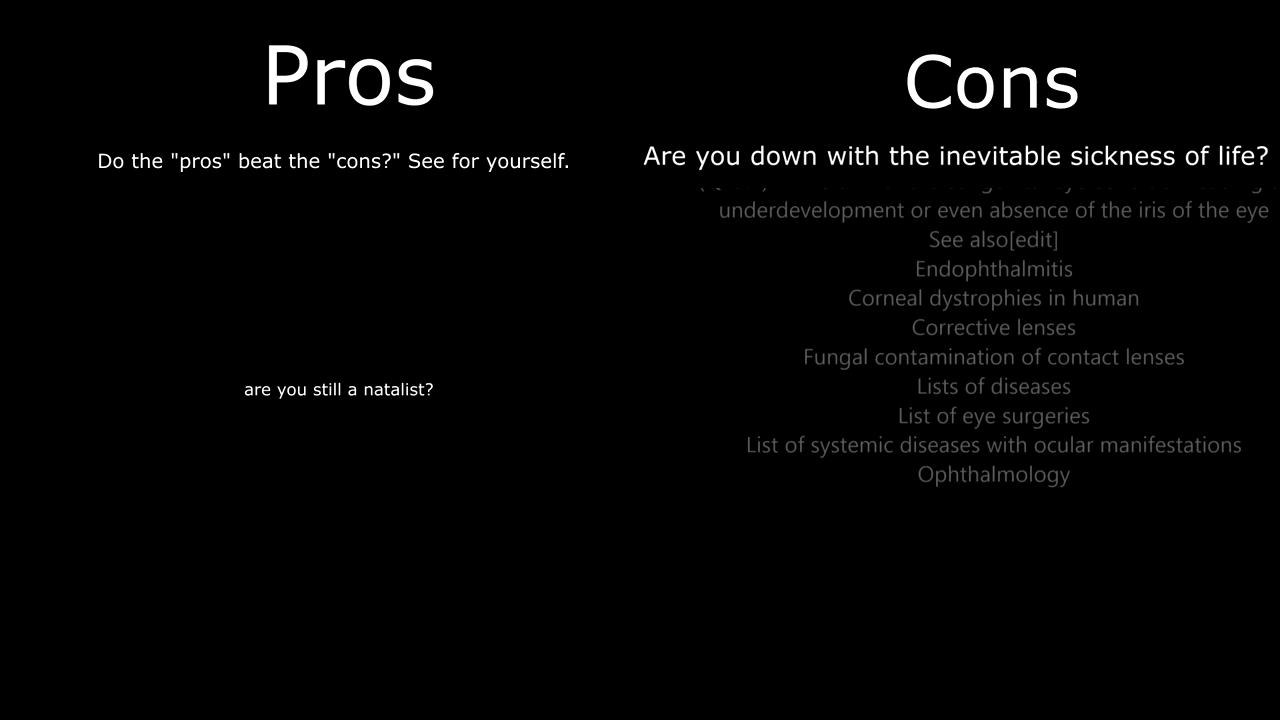 Pros
Do the "pros" beat the "cons?" See for yourself.
are you still a natalist?
Cons
Are you down with the inevitable sickness of life?
underdevelopment or even absence of the iris of the eye
See also[edit]
Endophthalmitis
Corneal dystrophies in human
Corrective lenses
Fungal contamination of contact lenses
Lists of diseases
List of eye surgeries
List of systemic diseases with ocular manifestations
Ophthalmology